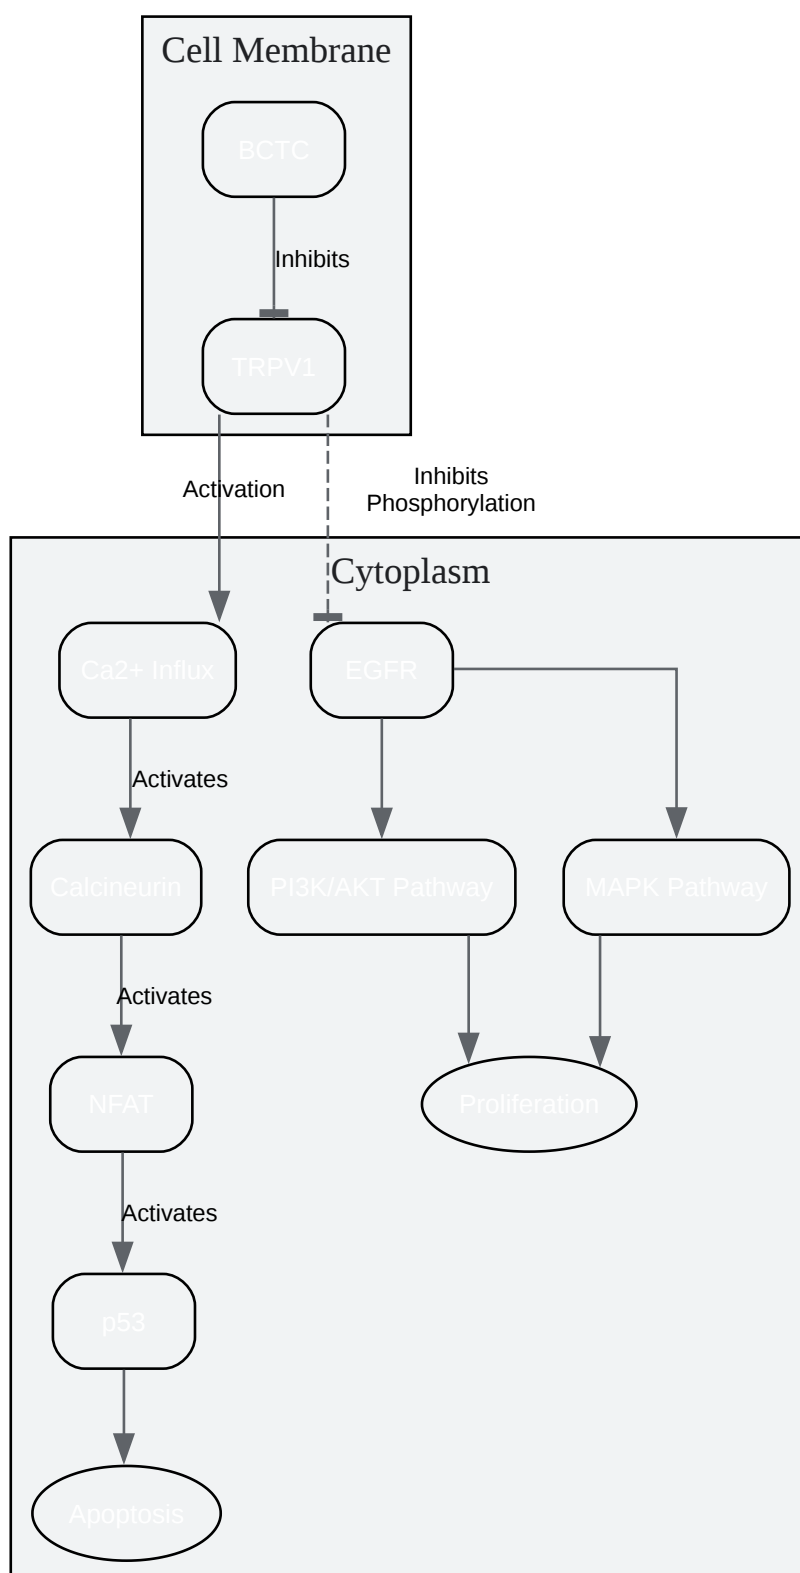 Cell Membrane
BCTC
Inhibits
TRPV1
Activation
Inhibits
Phosphorylation
Cytoplasm
Ca2+ Influx
EGFR
Activates
Calcineurin
PI3K/AKT Pathway
MAPK Pathway
Activates
NFAT
Proliferation
Activates
p53
Apoptosis